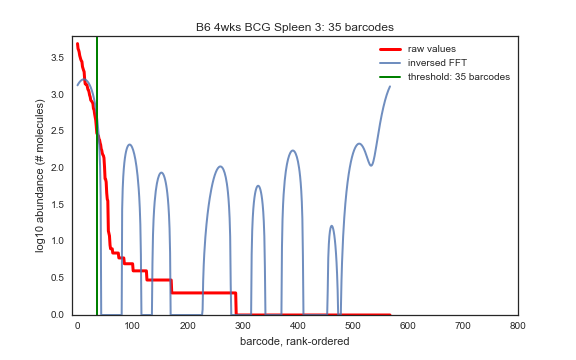 B6 4wks BCG Spleen 3: 35 barcodes
raw values
inversed FFT
threshold: 35 barcodes
log10 abundance (# molecules)
3.5
3.0
2.5
2.0
1.5
1.0
0.5
0.0
0 100 200 300 400 500 600 700 800
barcode, rank-ordered